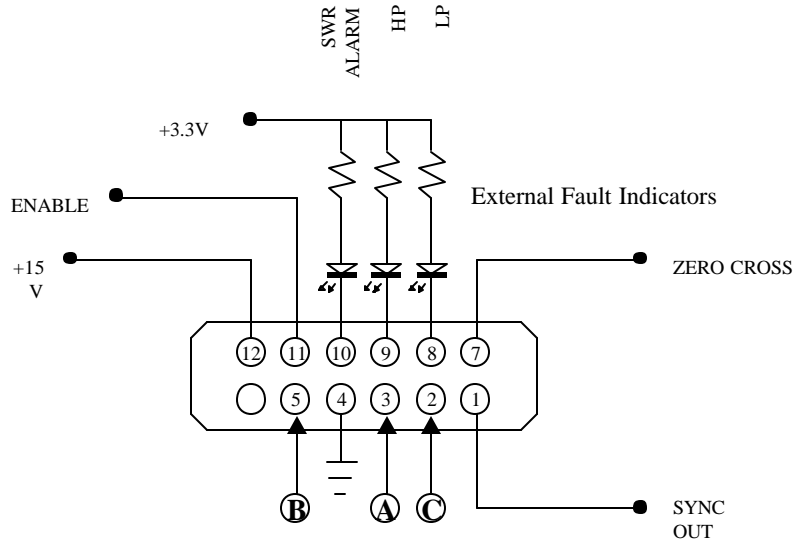 SWR
ALARM
HP
LP
+3.3V
External Fault Indicators
ENABLE
+15
V
ZERO CROSS
12 11 10 9 8 7
5 4 3 2 1
B A C
SYNC
OUT